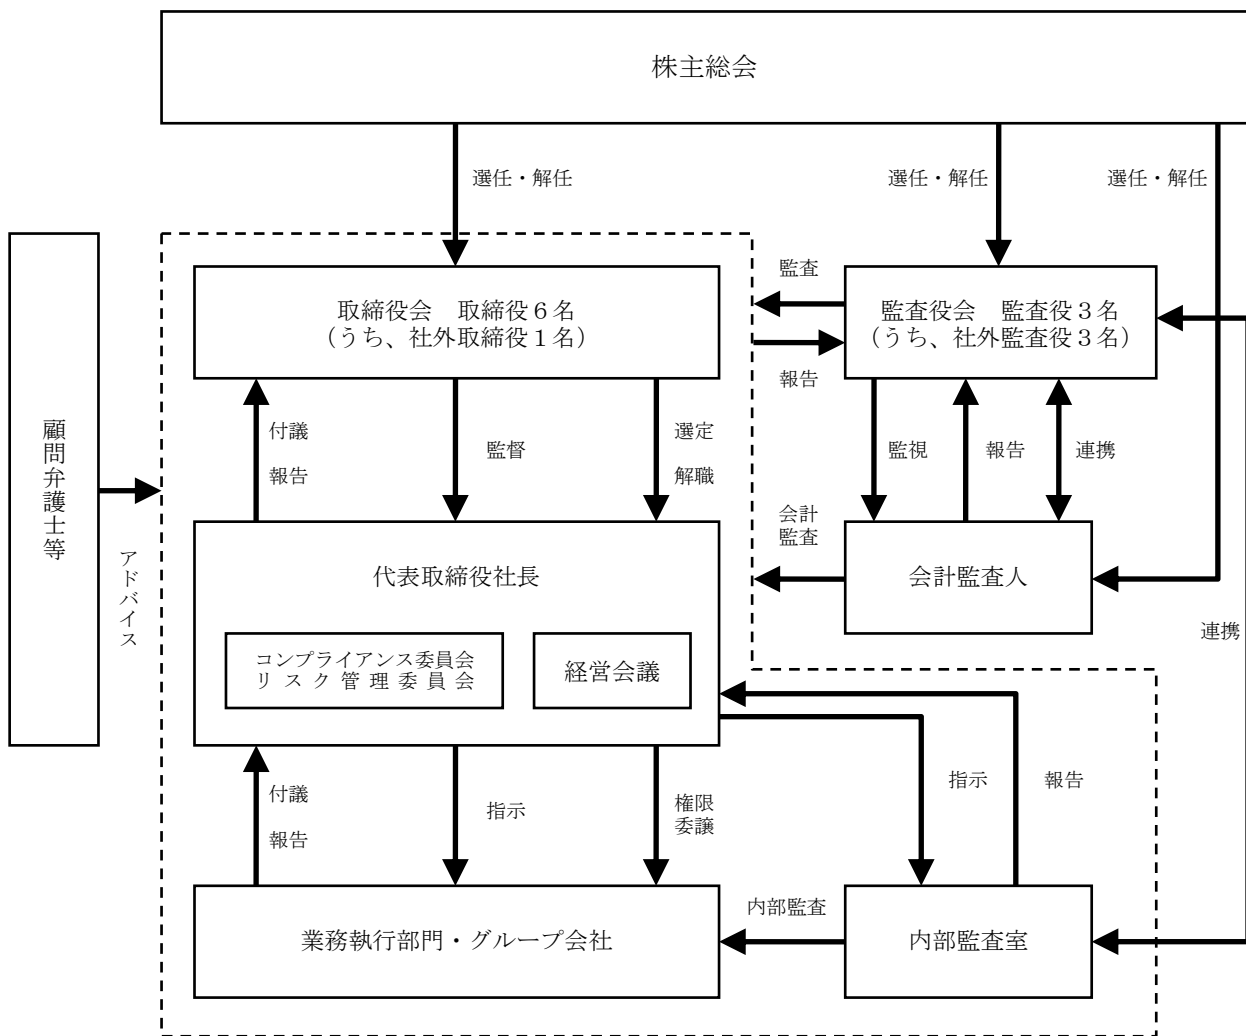 株主総会
選任・解任
選任・解任
選任・解任
取締役会　取締役６名
（うち、社外取締役１名）
監査
報告
監査役会　監査役３名
（うち、社外監査役３名）
顧問弁護士等
アドバイス
付議
報告
監督
選定
解職
監視
報告
連携
会計
監査
代表取締役社長
コンプライアンス委員会
リスク管理委員会
経営会議
会計監査人
連携
付議
報告
指示
権限
委譲
指示
報告
業務執行部門・グループ会社
内部監査
内部監査室